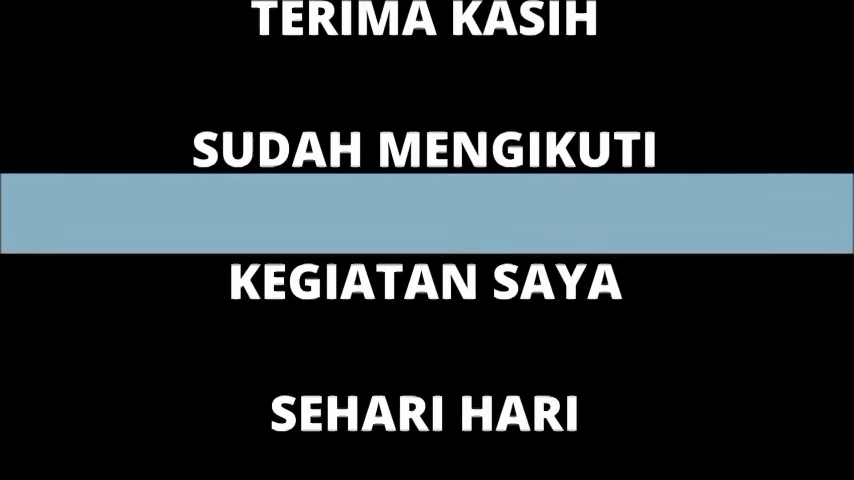 TERIMA KASIH
SUDAH MENGIKUTI
KEGIATAN SAYA
SEHARI HARI